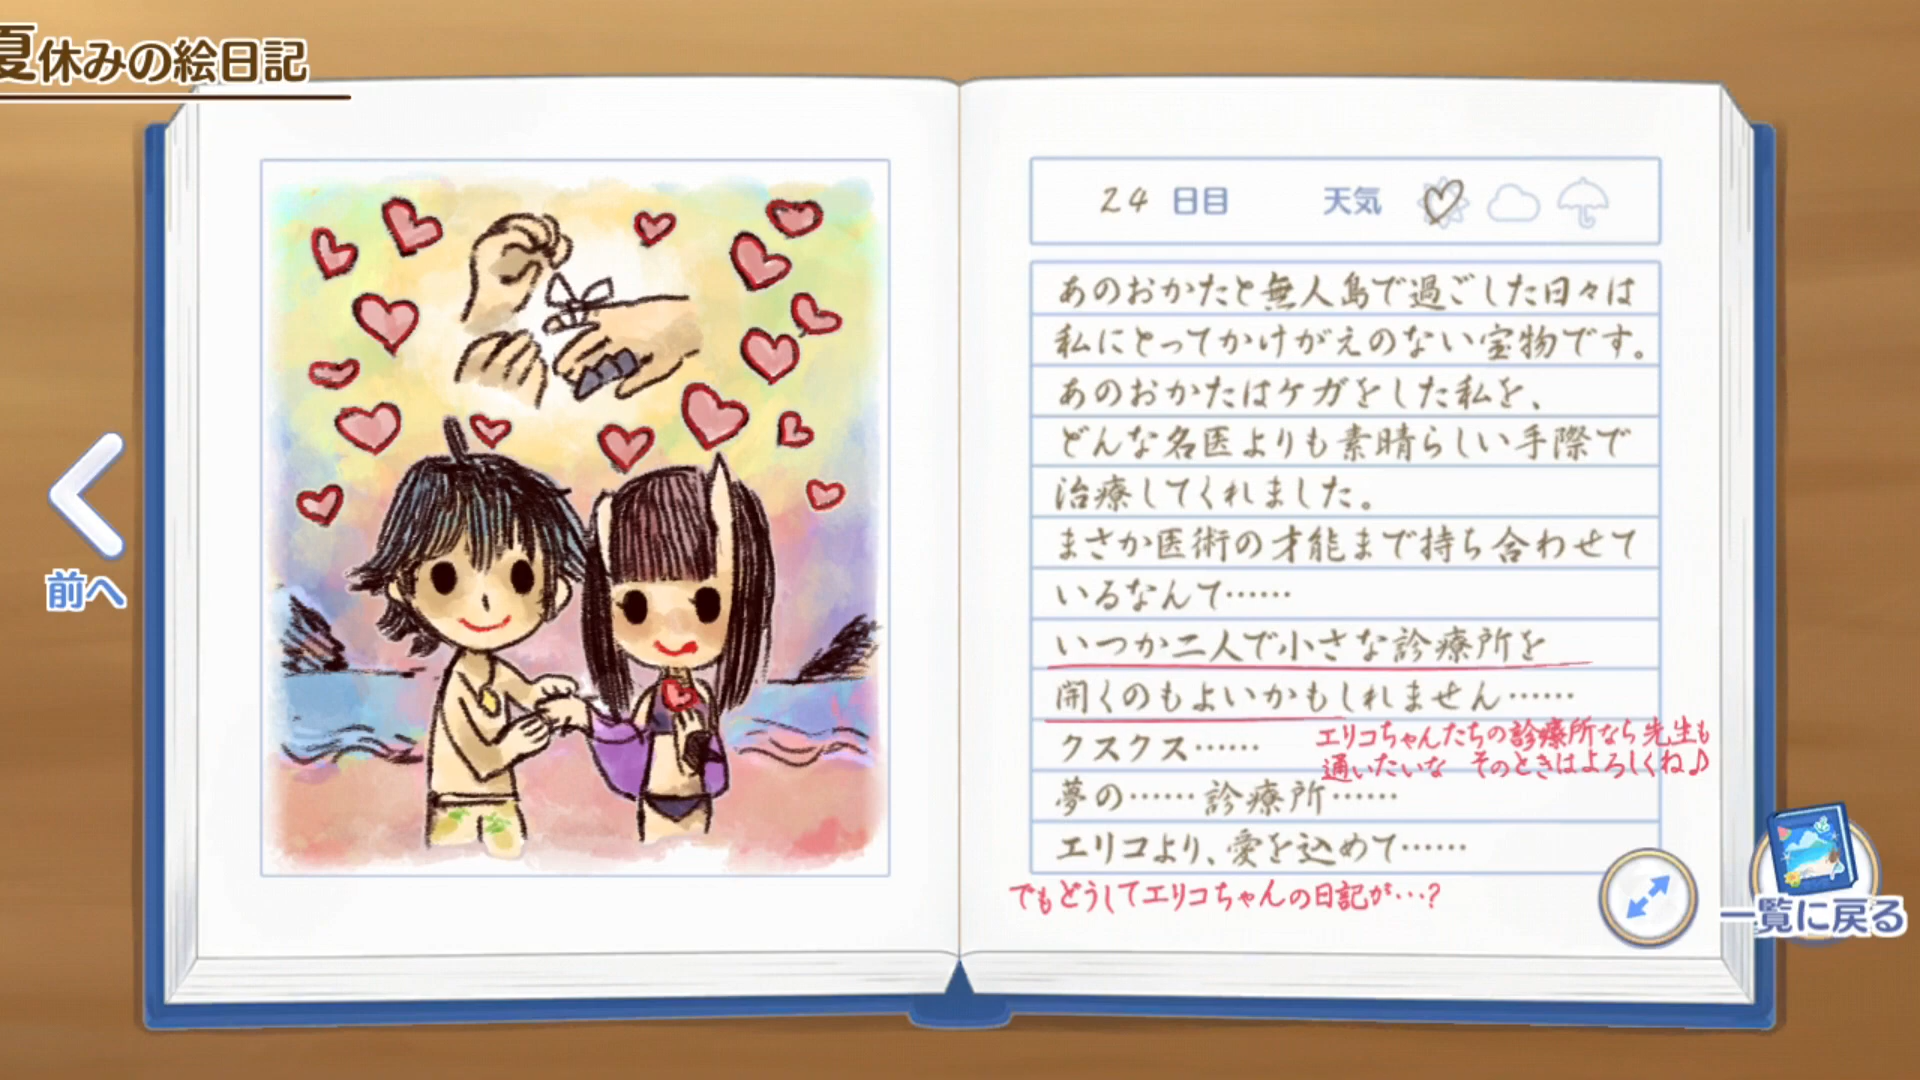 夏休みの絵日記
24 日目 天気
あのおかたと無人島で過ごした日々は
私にとってかけがえのない宝物です。
あのおかたはケガをした私を、
どんな名医よりも素晴らしい手際で
治療してくれました。
まさか医術の才能まで持ち合わせて
いるなんて……
いつか二人で小さな診療所を
開くのもよいかもしれません……
クスクス……
エリコちゃんたちの診療所なら先生も
通いたいな そのときはよろしくね♪
夢の……診療所……
エリコより、愛を込めて……
でもどうしてエリコちゃんの日記が…?
前へ
一覧に戻る